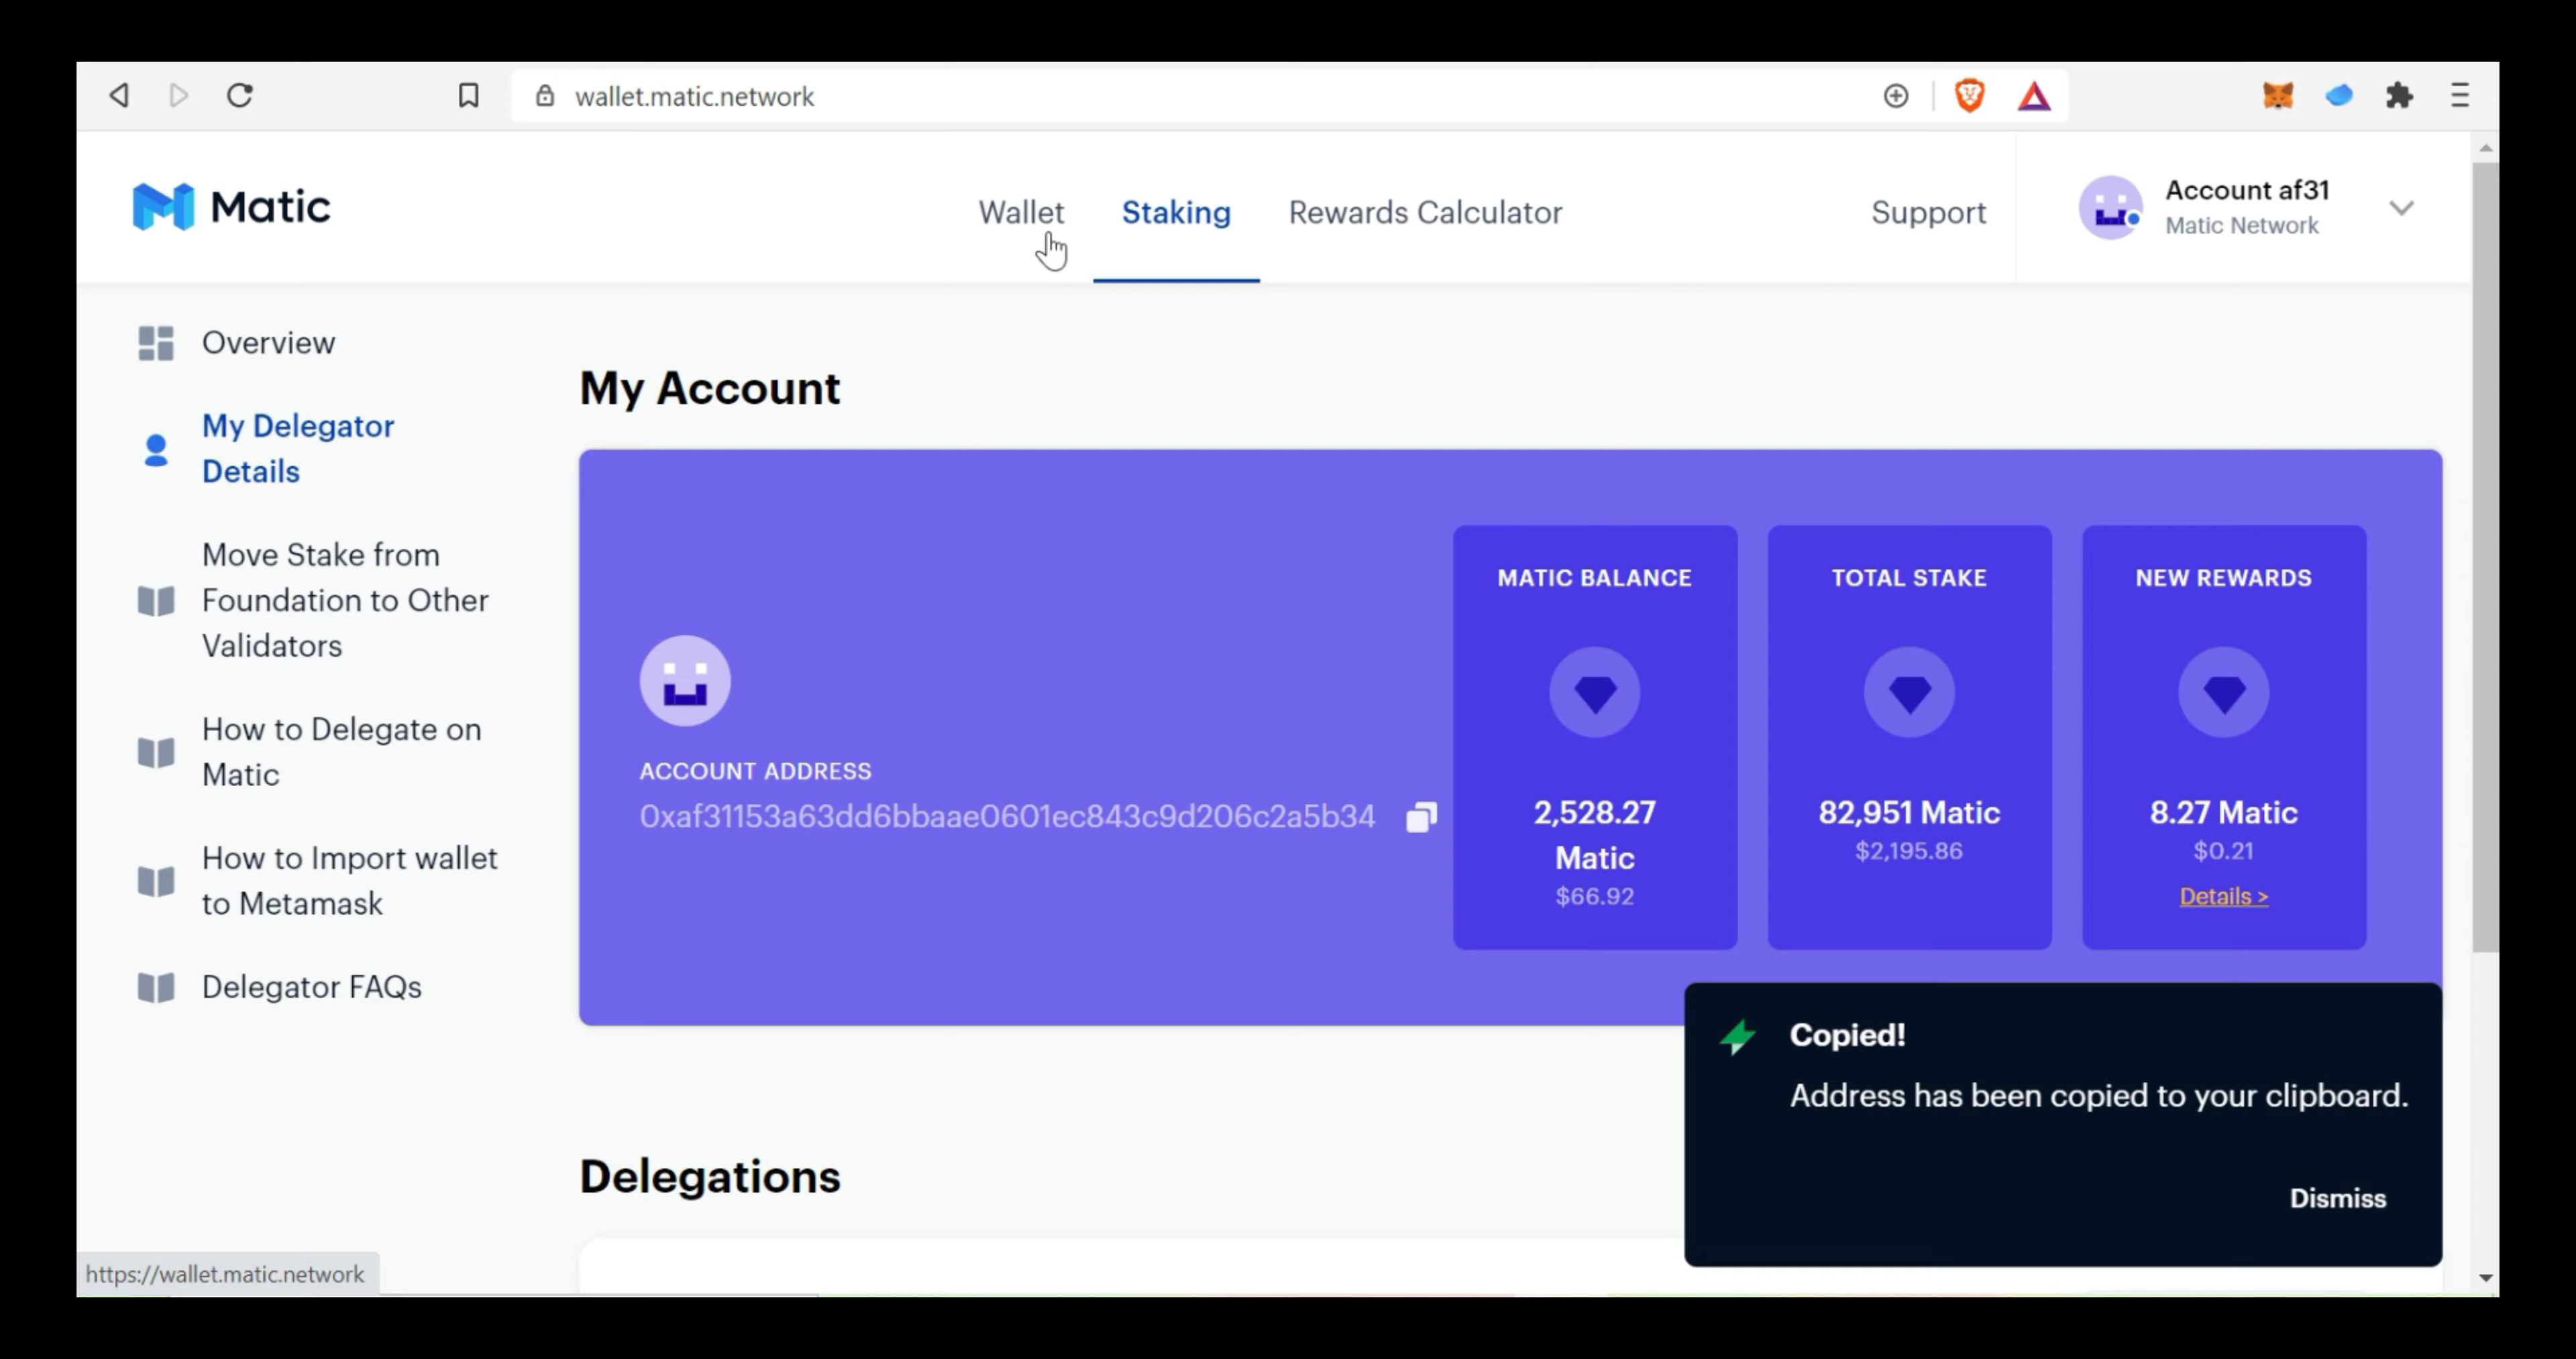 wallet.matic.network
Matic
Wallet
Staking
Rewards Calculator
Support
Account af31
Matic Network
Overview
My Delegator
Details
Move Stake from
Foundation to Other
Validators
How to Delegate on
Matic
How to Import wallet
to Metamask
Delegator FAQs
My Account
ACCOUNT ADDRESS
0xaf31153a63dd6bbaae0601ec843c9d206c2a5b34
MATIC BALANCE
2,528.27
Matic
$66.92
TOTAL STAKE
82,951 Matic
$2,195.86
NEW REWARDS
8.27 Matic
$0.21
Details >
Copied!
Address has been copied to your clipboard.
Dismiss
Delegations
https://wallet.matic.network